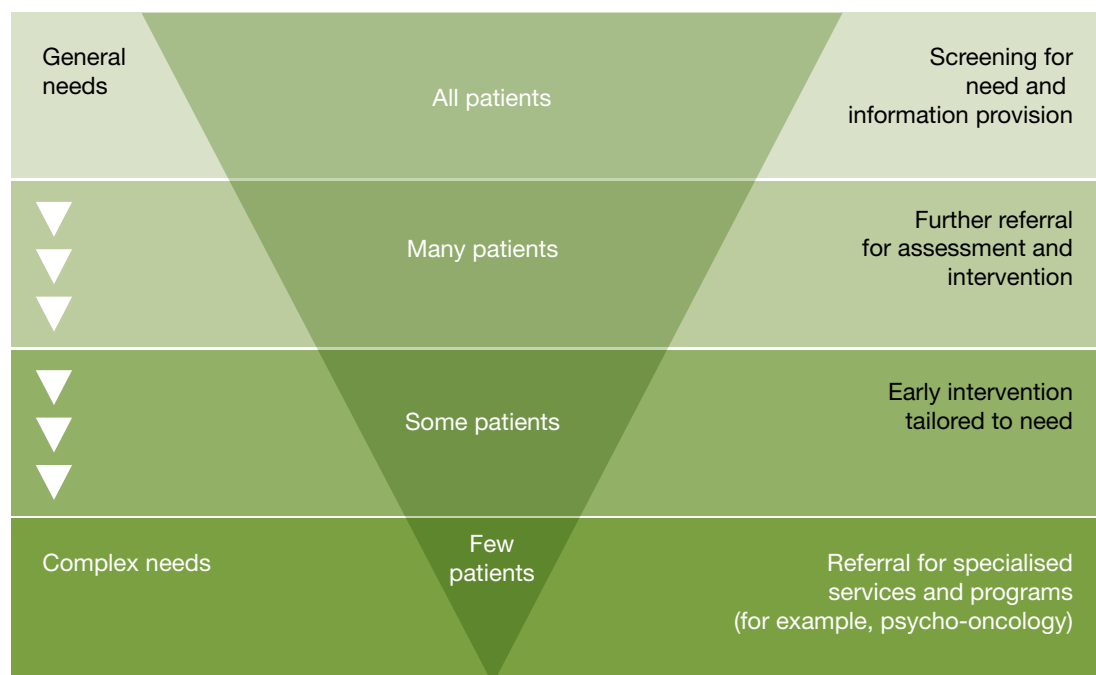 General
needs
All patients
Screening for
need and
information provision
Many patients
Further referral
for assessment and
intervention
Some patients
Early intervention
tailored to need
Complex needs
Few
patients
Referral for specialised
services and programs
(for example, psycho-oncology)